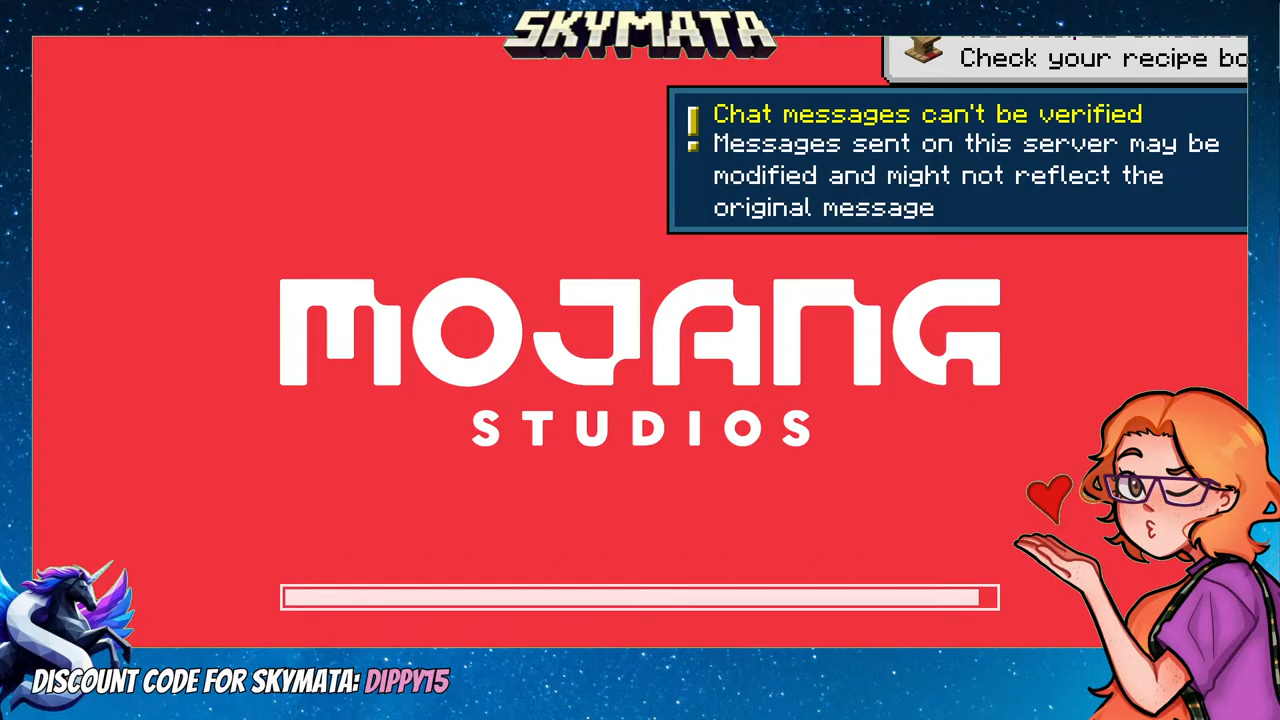 SKYMATA
Check your recipe bo
Chat messages can't be verified
Messages sent on this server may be
modified and might not reflect the
original message
MOJANG
STUDIOS
DISCOUNT CODE FOR SKYMATA: DIPPY15